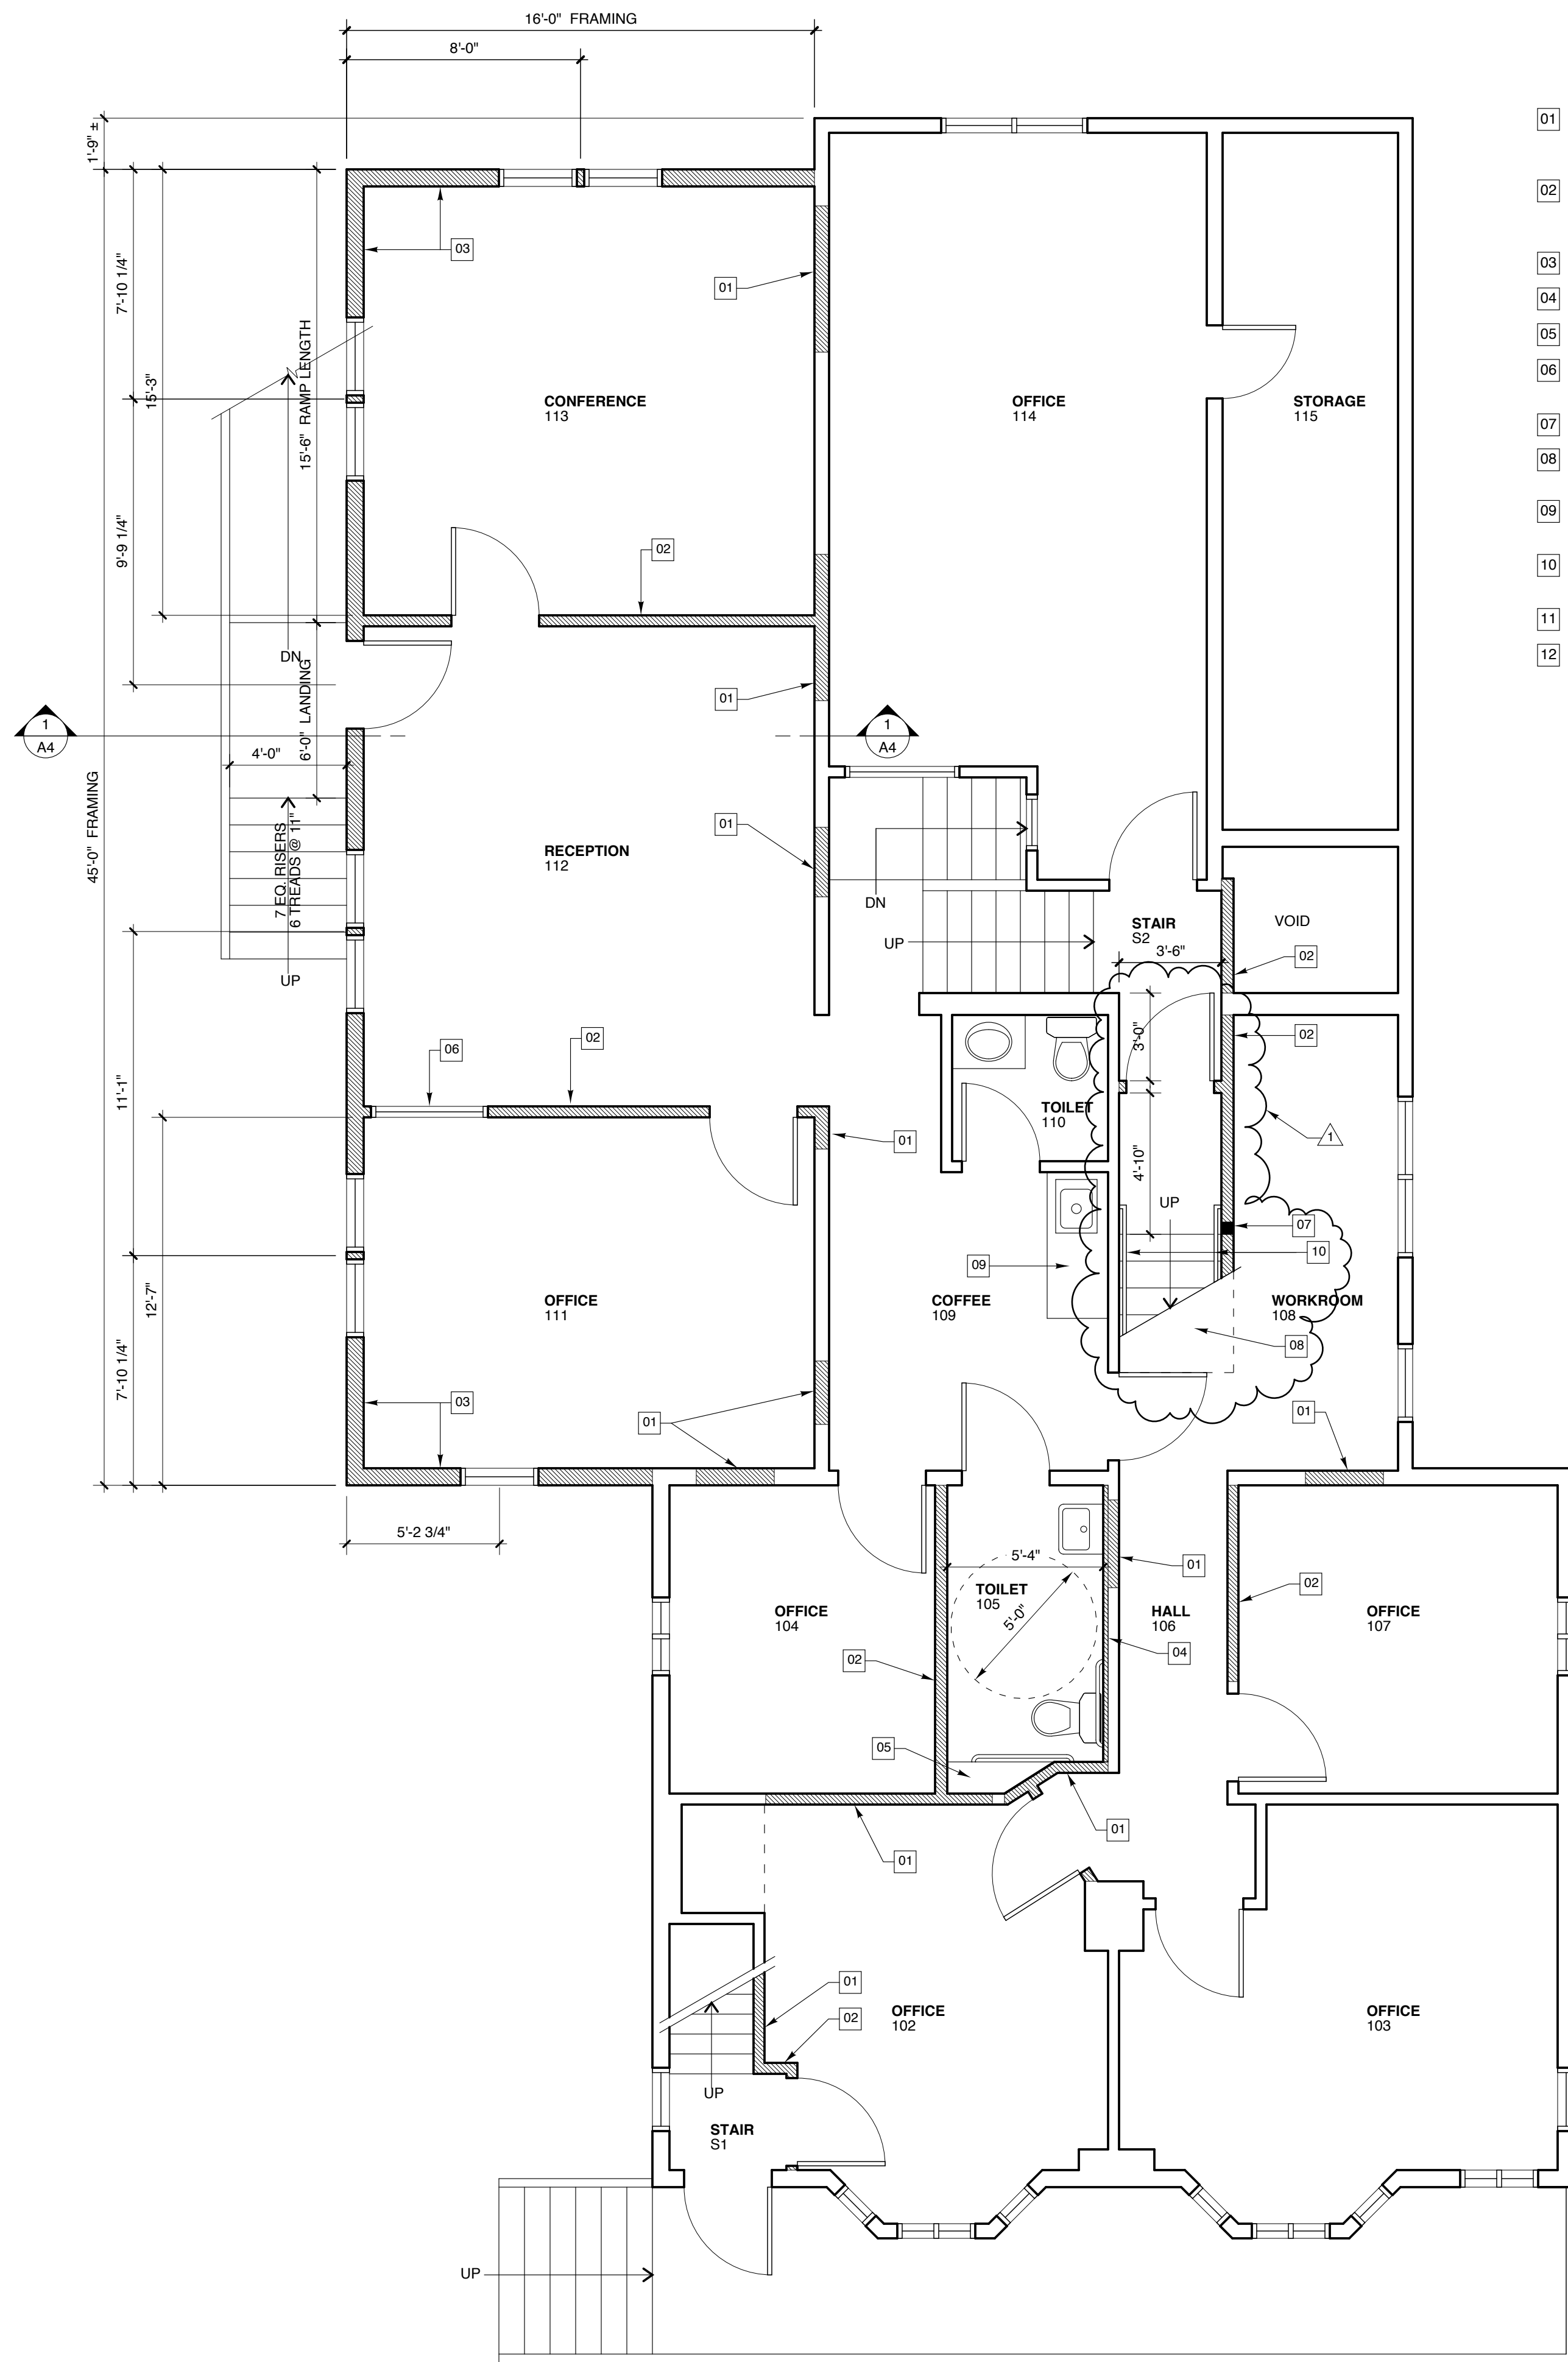 16'-0" FRAMING
8'-0"
1'-9" ±
7'-10 1/4"
15'-3"
15'-6" RAMP LENGTH
9'-9 1/4"
45'-0" FRAMING
6'-0" LANDING
DN
4'-0"
7 EQ. RISERS
6 TREADS @ 11"
UP
11'-1"
12'-7"
7'-10 1/4"
5'-2 3/4"
1
A4
1
A4
03
01
CONFERENCE
113
02
OFFICE
114
STORAGE
115
01
01
RECEPTION
112
DN
UP
STAIR
S2
3'-6"
VOID
02
02
06
02
3'-0"
TOILET
110
01
1
4'-10"
UP
07
10
09
OFFICE
111
COFFEE
109
WORKROOM
108
08
03
01
01
5'-4"
TOILET
105
5'-0"
01
02
OFFICE
104
HALL
106
OFFICE
107
02
04
05
01
01
01
02
OFFICE
102
OFFICE
103
UP
STAIR
S1
UP
01
02
03
04
05
06
07
08
09
10
11
12